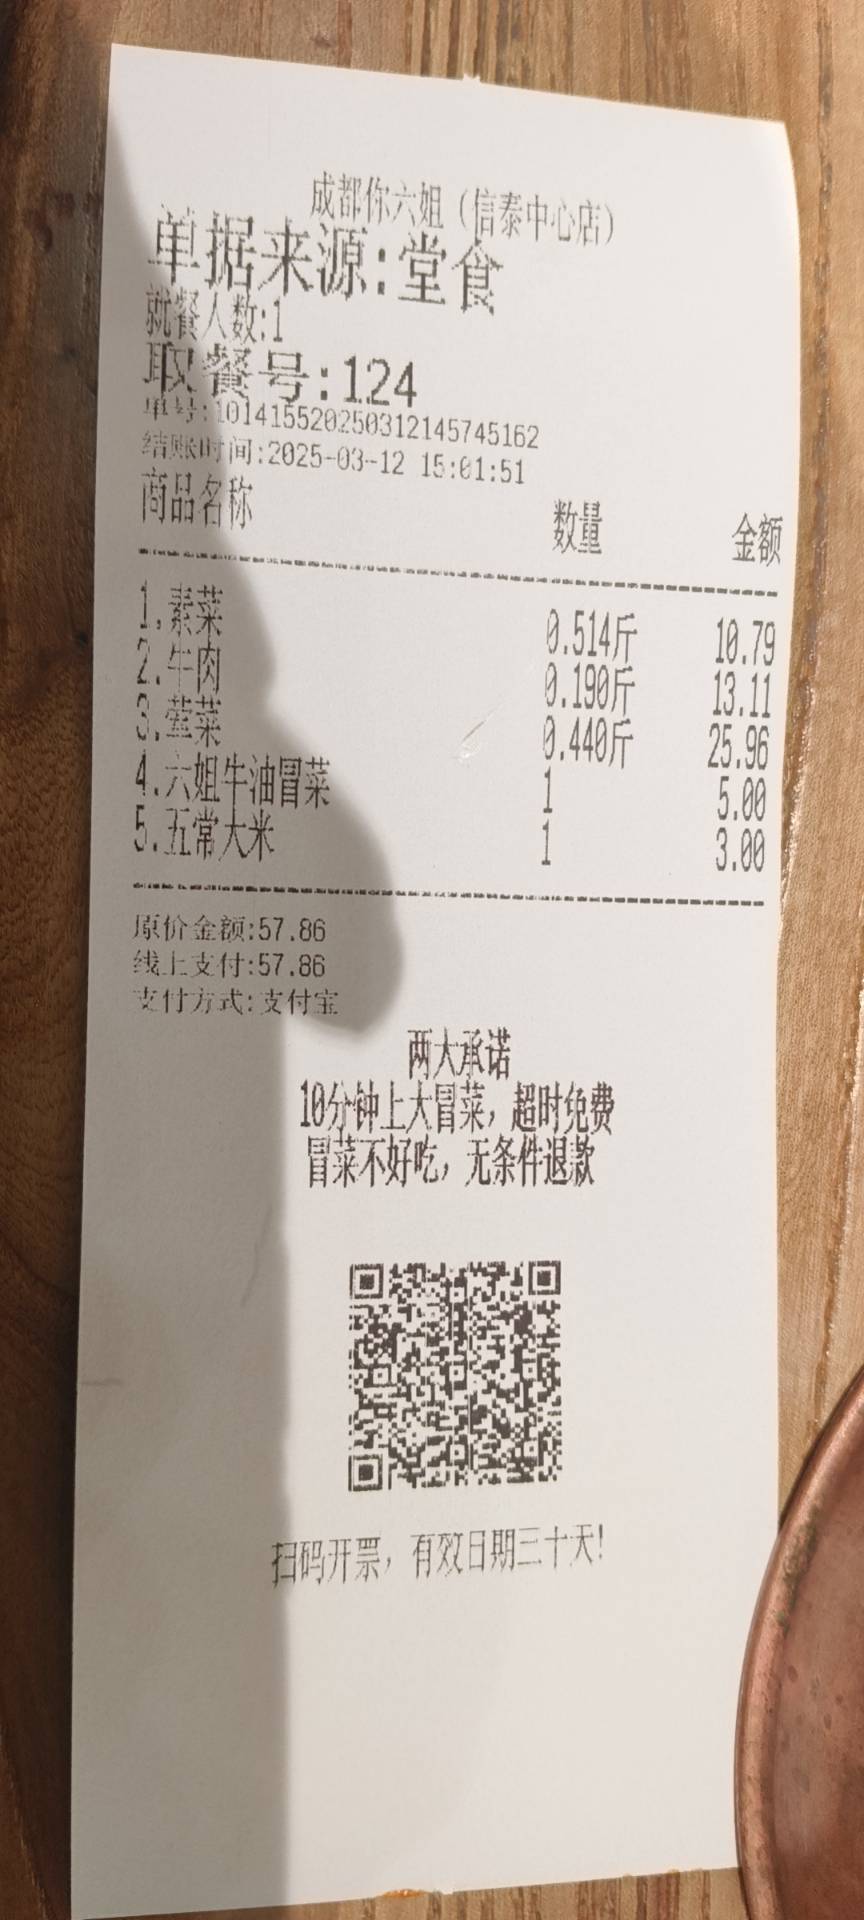 成都你六姐（信泰中心店）
单据来源:堂食
就餐人数:1
取餐号:124
单号:10141552025031214574516​2
结账时间:2025-03-12 15:01:51
商品名称 数量 金额
1.素菜 0.514斤 10.79
2.牛肉 0.190斤 13.11
3.荤菜 0.440斤 25.96
4.六姐牛油冒菜 1 5.00
5.五常大米 1 3.00
原价金额:57.86
线上支付:57.86
支付方式:支付宝
两大承诺
10分钟上大冒菜，超时免费
冒菜不好吃，无条件退款
扫码开票，有效日期三十天!